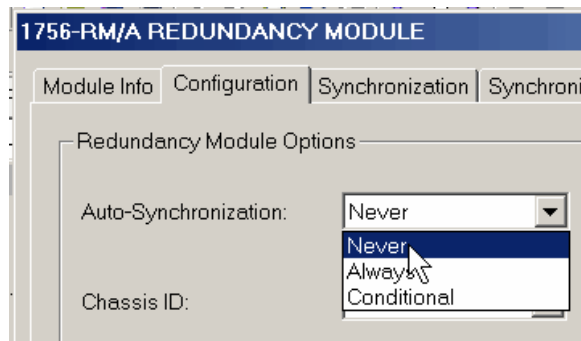 1756-RM/A REDUNDANCY MODULE
Module Info Configuration Synchronization
Redundancy Module Options
Auto-Synchronization: Never
Never
Always
Chassis ID: Conditional